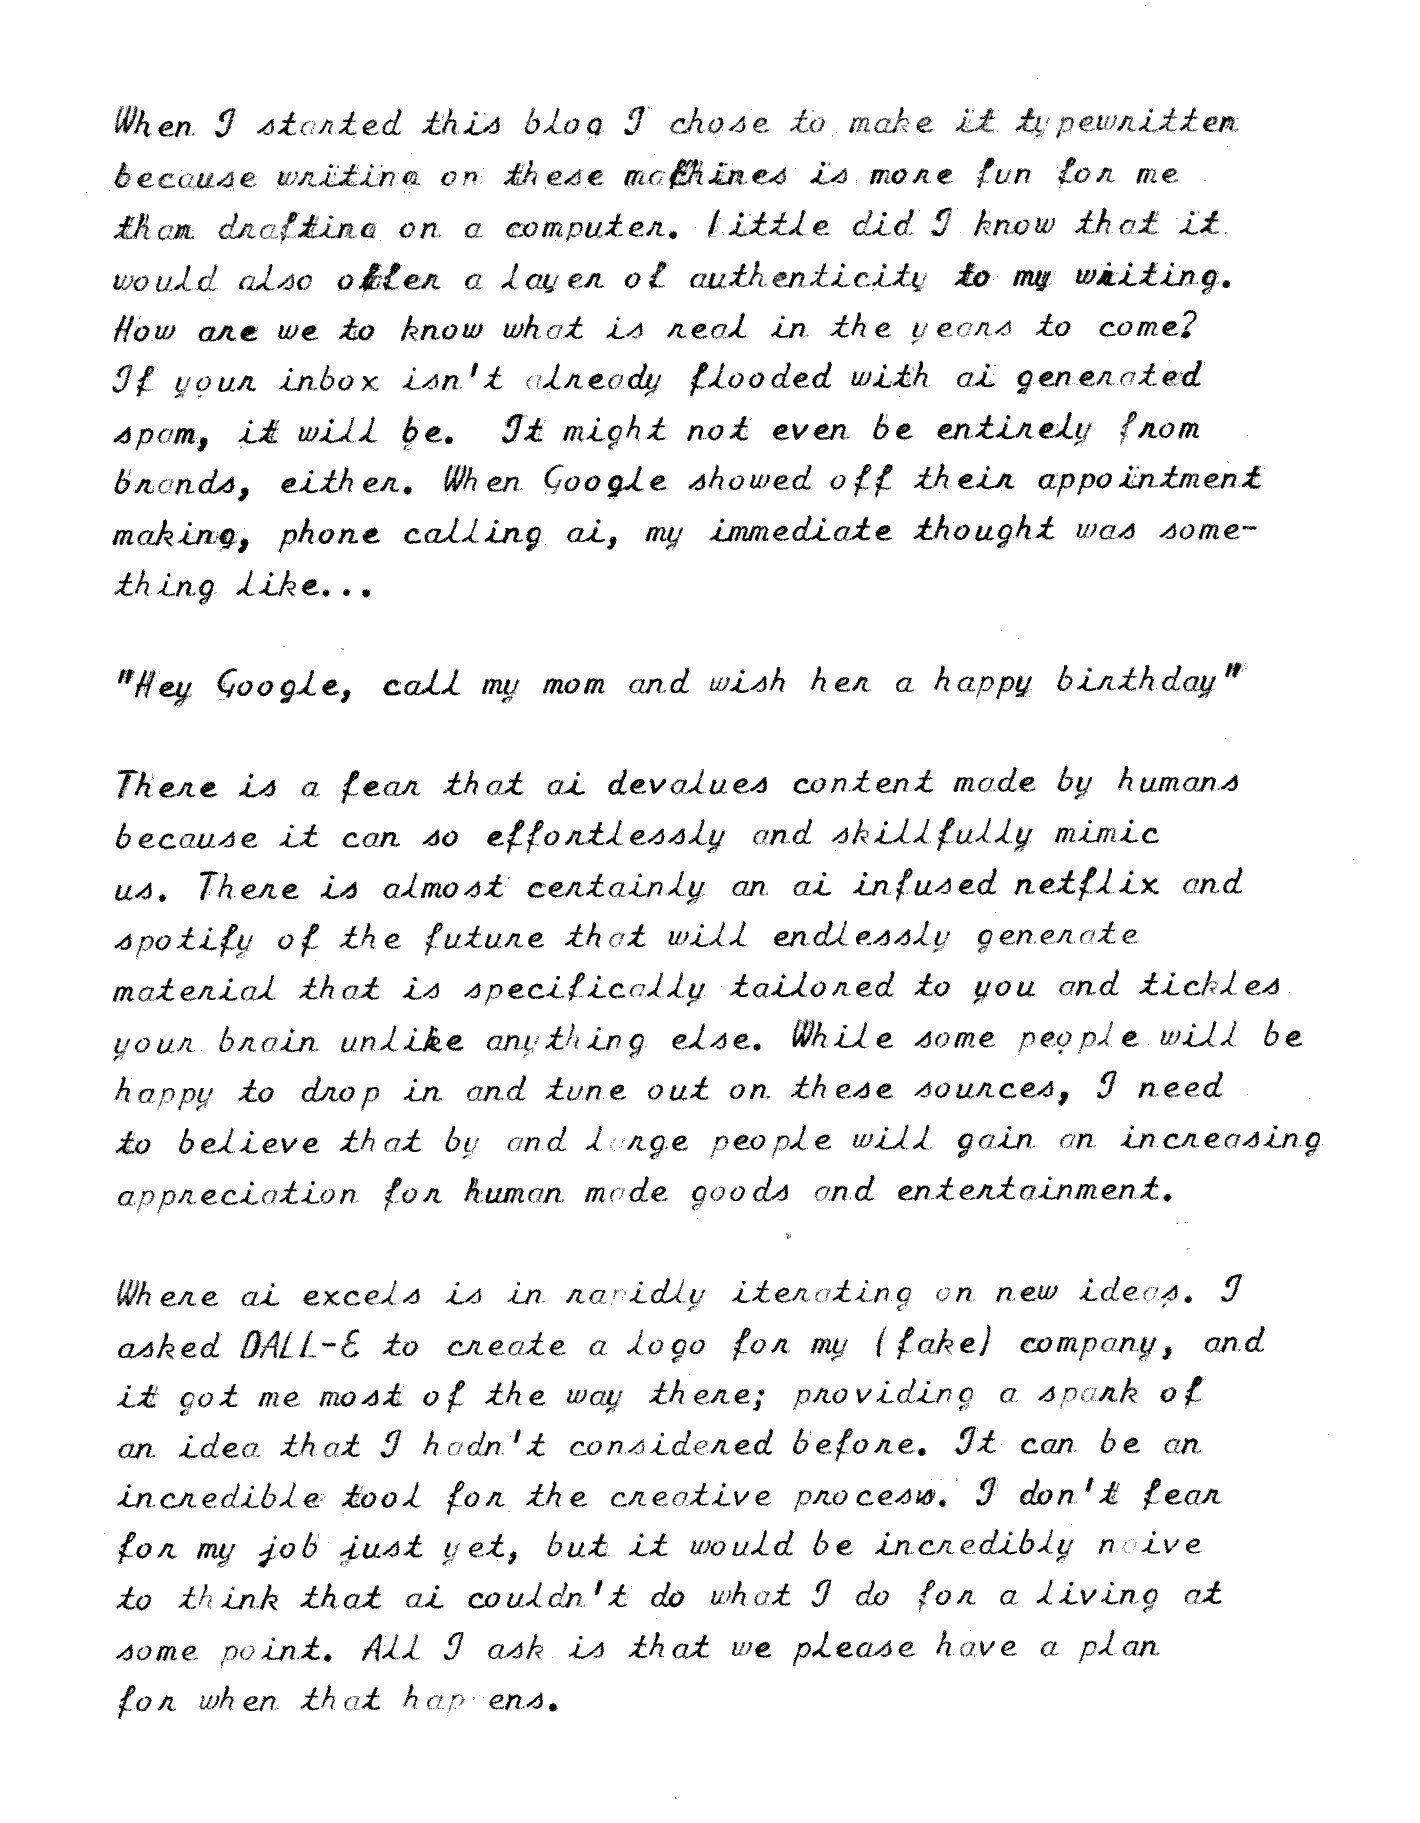 When I started this blog I chose to make it typewritten
because writing on these machines is more fun for me
than drafting on a computer. Little did I know that it
would also offer a layer of authenticity to my writing.
How are we to know what is real in the years to come?
If your inbox isn't already flooded with ai generated
spam, it will be.  It might not even be entirely from
brands, either. When Google showed off their appointment
making, phone calling ai, my immediate thought was some-
thing like...
"Hey Google, call my mom and wish her a happy birthday"
There is a fear that ai devalues content made by humans
because it can so effortlessly and skillfully mimic
us. There is almost certainly an ai infused netflix and
spotify of the future that will endlessly generate
material that is specifically tailored to you and tickles
your brain unlike anything else. While some people will be
happy to drop in and tune out on these sources, I need
to believe that by and large people will gain an increasing
appreciation for human made goods and entertainment.
Where ai excels is in rapidly iterating on new ideas. I
asked DALL-E to create a logo for my (fake) company, and
it got me most of the way there; providing a spark of
an idea that I hadn't considered before. It can be an
incredible tool for the creative process. I don't fear
for my job just yet, but it would be incredibly naive
to think that ai couldn't do what I do for a living at
some point. All I ask is that we please have a plan
for when that happens.